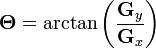 𝚯 = arctan(𝐆_y / 𝐆_x)